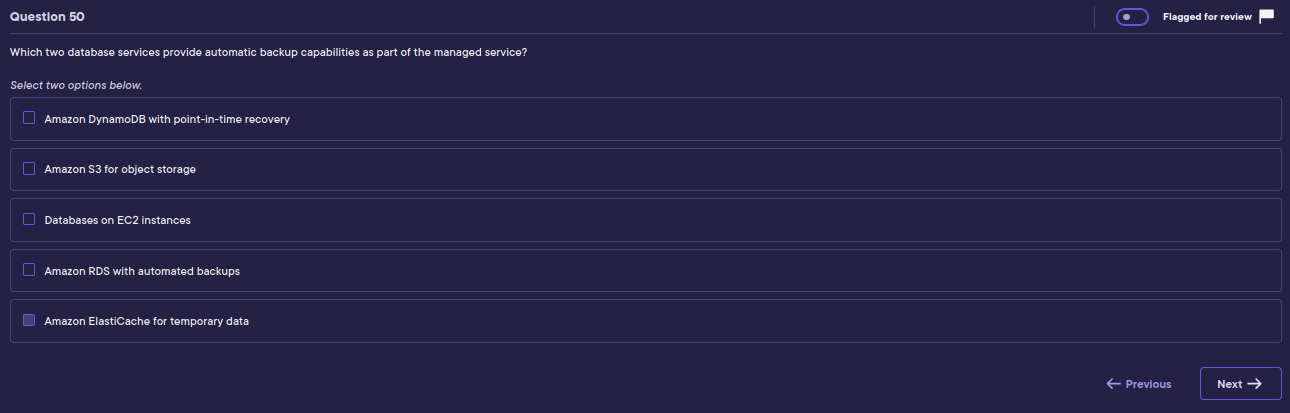 Question 50
Flagged for review
Which two database services provide automatic backup capabilities as part of the managed service?
Select two options below.
Amazon DynamoDB with point-in-time recovery
Amazon S3 for object storage
Databases on EC2 instances
Amazon RDS with automated backups
Amazon ElastiCache for temporary data
Previous
Next